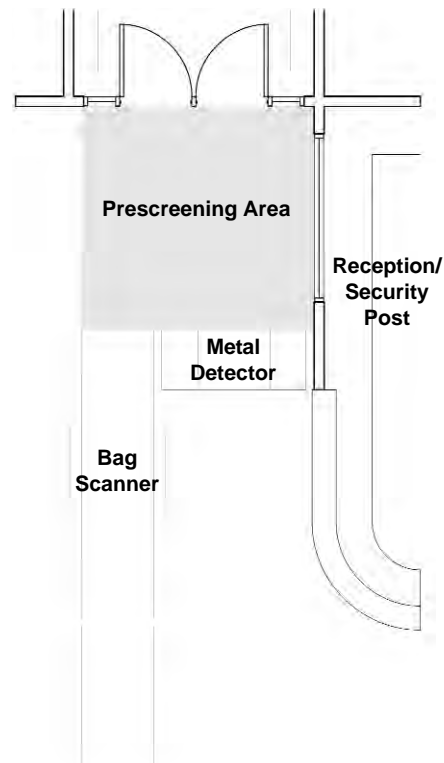 Prescreening Area
Reception/
Security
Post
Metal
Detector
Bag
Scanner